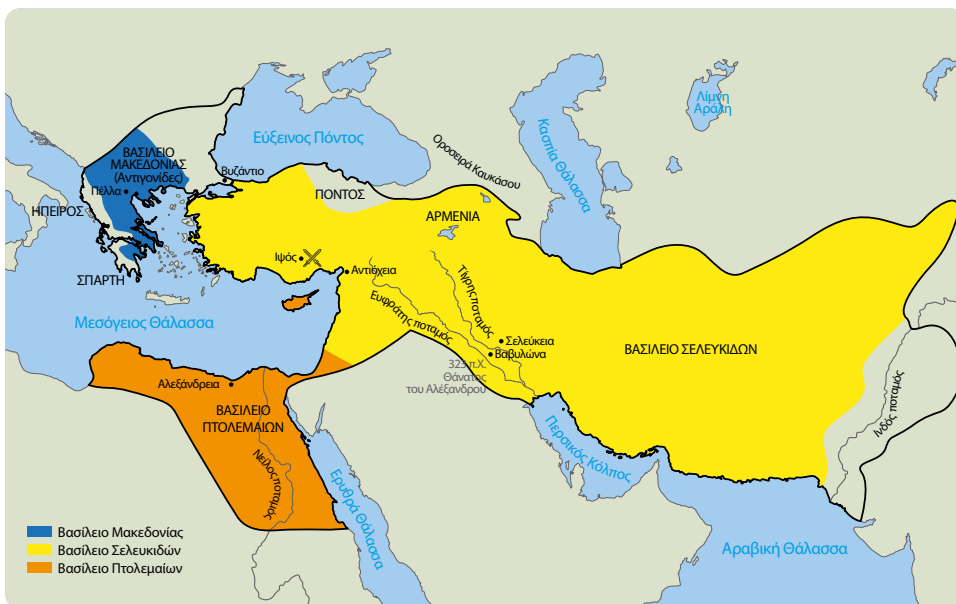 Λίμνη
Αράλη
Εύξεινος Πόντος
Κασπία Θάλασσα
Οροσειρά Καυκάσου
ΒΑΣΙΛΕΙΟ
ΜΑΚΕΔΟΝΙΑΣ
(Αντιγονίδες)
Πέλλα
Βυζάντιο
ΠΟΝΤΟΣ
ΗΠΕΙΡΟΣ
ΑΡΜΕΝΙΑ
Ιψός
ΣΠΑΡΤΗ
Αντιόχεια
Τίγρης ποταμός
Ευφράτης ποταμός
Μεσόγειος Θάλασσα
Σελεύκεια
Βαβυλώνα
ΒΑΣΙΛΕΙΟ ΣΕΛΕΥΚΙΔΩΝ
323 π.Χ.
Θάνατος
του Αλέξανδρου
Αλεξάνδρεια
ΒΑΣΙΛΕΙΟ
ΠΤΟΛΕΜΑΙΩΝ
Νείλος ποταμός
Ερυθρά Θάλασσα
Περσικός Κόλπος
Ινδός ποταμός
Αραβική Θάλασσα
Βασίλειο Μακεδονίας
Βασίλειο Σελευκιδών
Βασίλειο Πτολεμαίων